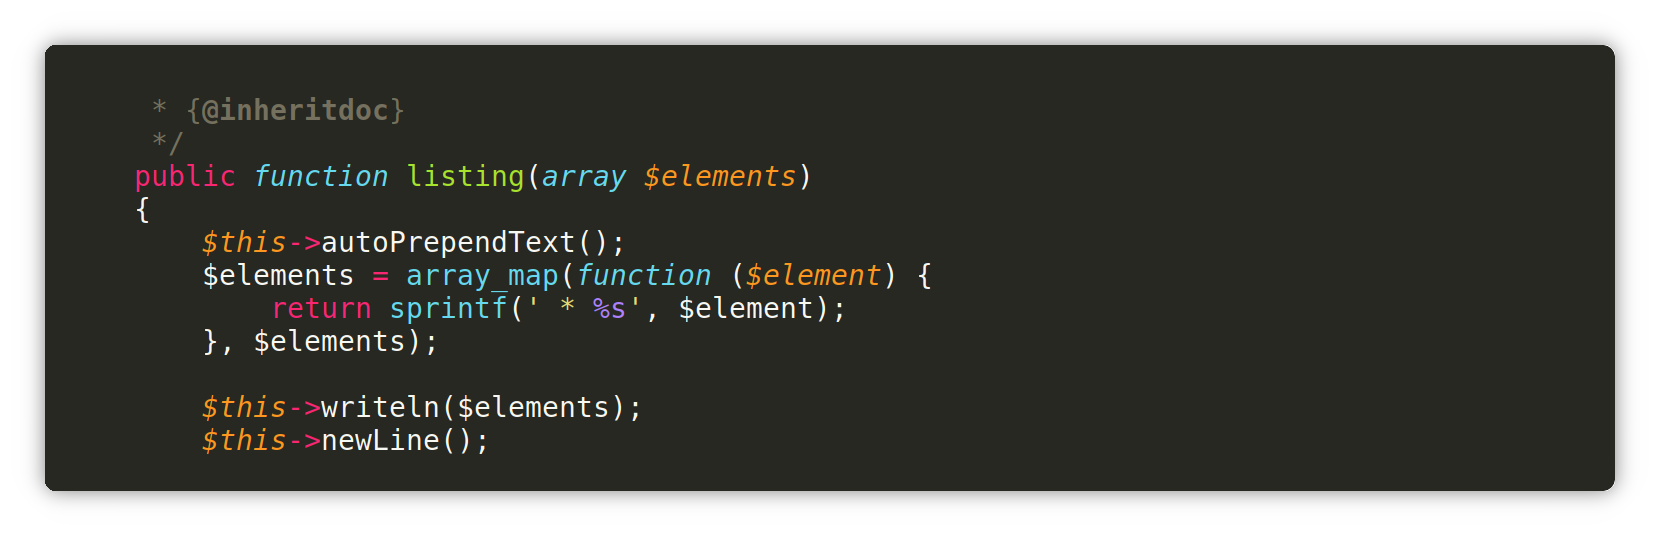 * {@inheritdoc}
     */
    public function listing(array $elements)
    {
        $this->autoPrependText();
        $elements = array_map(function ($element) {
            return sprintf(' * %s', $element);
        }, $elements);

        $this->writeln($elements);
        $this->newLine();